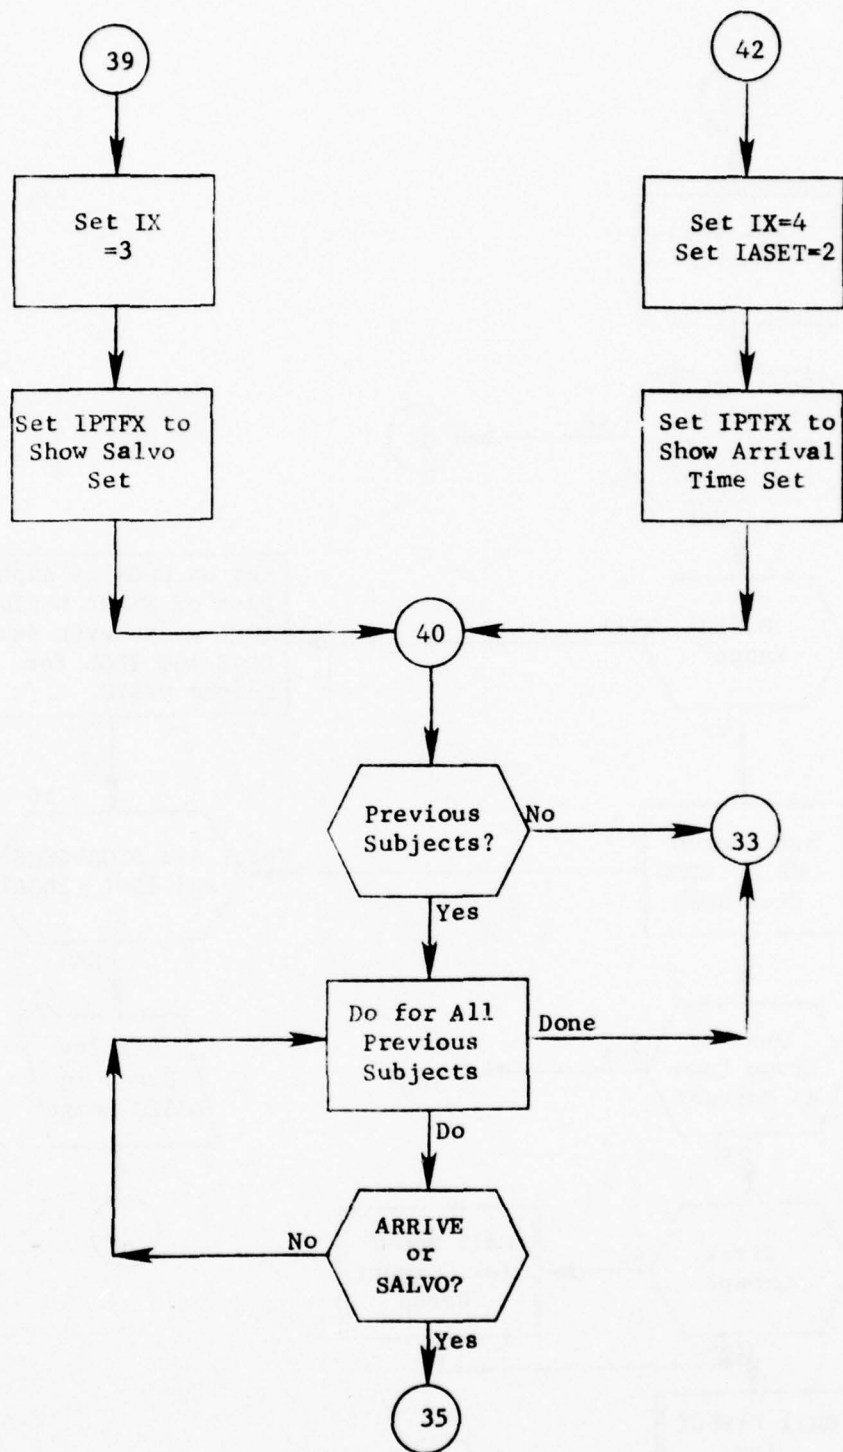 39
42
Set IX
=3
Set IX=4
Set IASET=2
Set IPTFX to
Show Salvo
Set
Set IPTFX to
Show Arrival
Time Set
40
Previous
Subjects?
No
33
Yes
Do for All
Previous
Subjects
Done
Do
ARRIVE
or
SALVO?
No
Yes
35